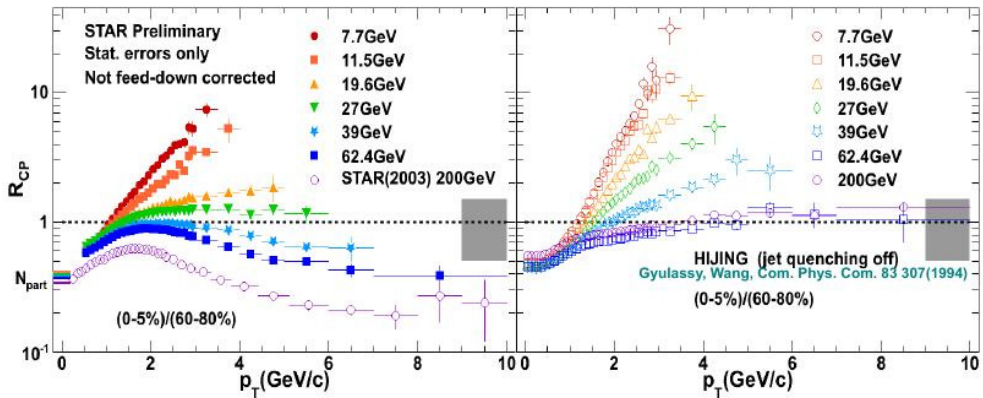 STAR Preliminary
Stat. errors only
Not feed-down corrected
7.7GeV
11.5GeV
19.6GeV
27GeV
39GeV
62.4GeV
STAR(2003) 200GeV
(0-5%)/(60-80%)
R_CP
10
1
N_part
10^-1
0 2 4 6 8 10
p_T(GeV/c)
7.7GeV
11.5GeV
19.6GeV
27GeV
39GeV
62.4GeV
200GeV
HIJING (jet quenching off)
Gyulassy, Wang, Com. Phys. Com. 83 307(1994)
(0-5%)/(60-80%)
0 2 4 6 8 10
p_T(GeV/c)